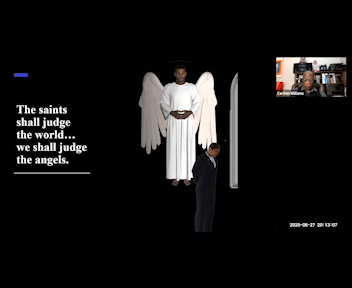 The saints
shall judge
the world…
we shall judge
the angels.
2020-08-27 20:13:07